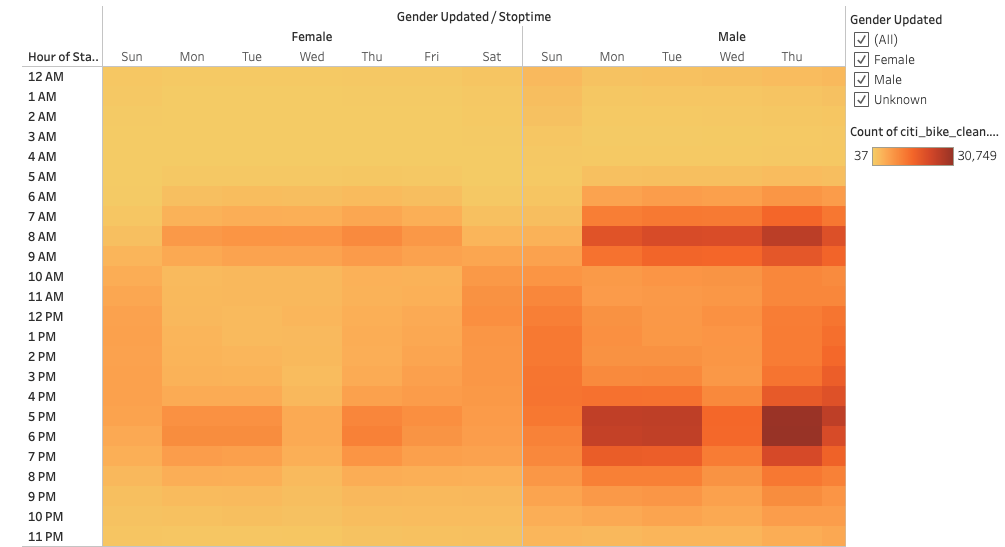 Gender Updated / Stoptime
Female Male
Hour of Sta.. Sun Mon Tue Wed Thu Fri Sat Sun Mon Tue Wed Thu
12 AM
1 AM
2 AM
3 AM
4 AM
5 AM
6 AM
7 AM
8 AM
9 AM
10 AM
11 AM
12 PM
1 PM
2 PM
3 PM
4 PM
5 PM
6 PM
7 PM
8 PM
9 PM
10 PM
11 PM
Gender Updated
(All)
Female
Male
Unknown
Count of citi_bike_clean....
37 30,749